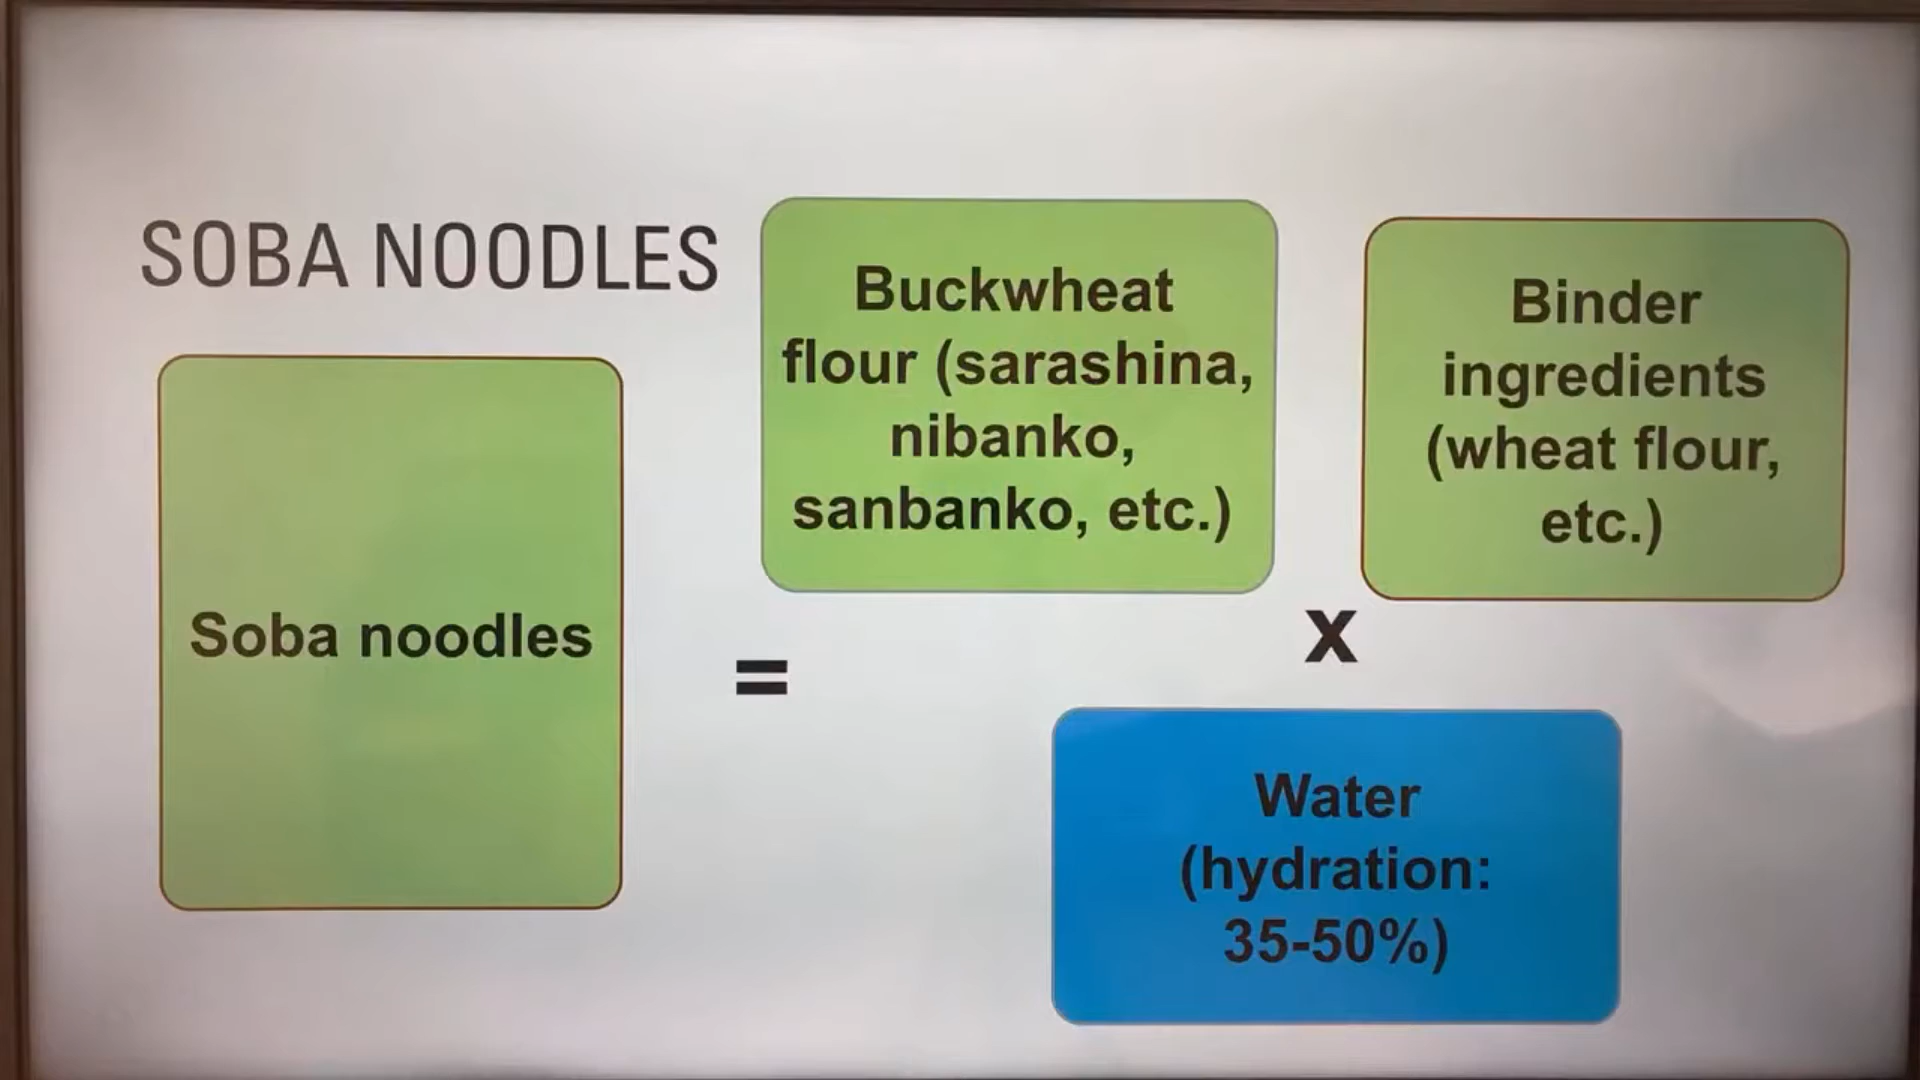 SOBA NOODLES
Soba noodles
=
Buckwheat
flour (sarashina,
nibanko,
sanbanko, etc.)
x
Binder
ingredients
(wheat flour,
etc.)
Water
(hydration:
35-50%)